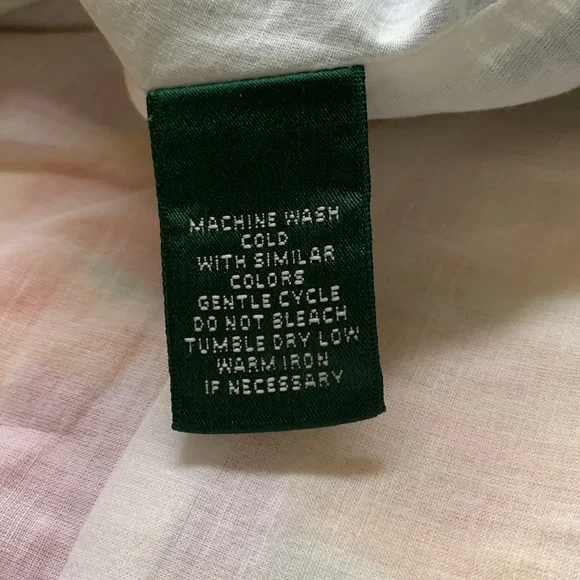 MACHINE WASH
COLD
WITH SIMILAR
COLORS
GENTLE CYCLE
DO NOT BLEACH
TUMBLE DRY LOW
WARM IRON
IF NECESSARY